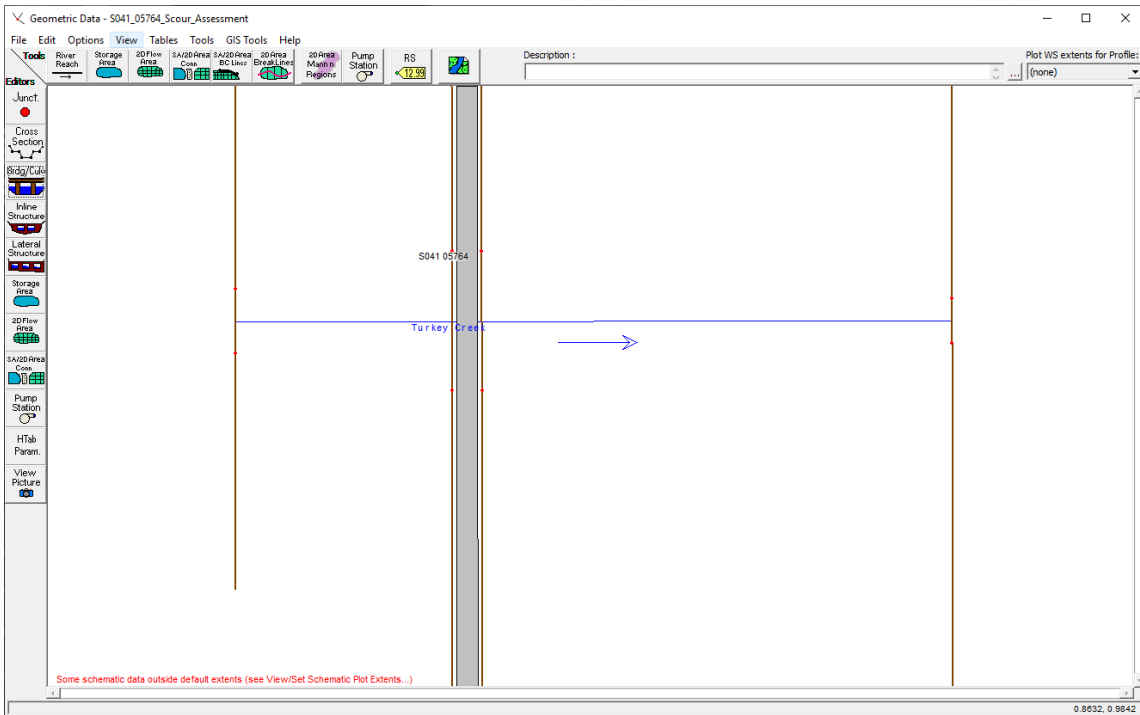 Geometric Data - S041_05764_Scour_Assessment
File Edit Options View Tables Tools GIS Tools Help
Tools
Editors
River
Reach
Storage
Area
2D Flow
Area
SA/2D Area
Conn
SA/2D Area
BC Lines
2D Area
BreakLines
2D Area
Mann n
Regions
Pump
Station
RS
12.99
Description :
...
Plot WS extents for Profile:
(none)
Junct.
Cross
Section
Brdg/Culv
Inline
Structure
Lateral
Structure
Storage
Area
2D Flow
Area
SA/2D Area
Conn
Pump
Station
HTab
Param.
View
Picture
S041 05764
Turkey Creek
Some schematic data outside default extents (see View/Set Schematic Plot Extents...)
0.8632, 0.9842